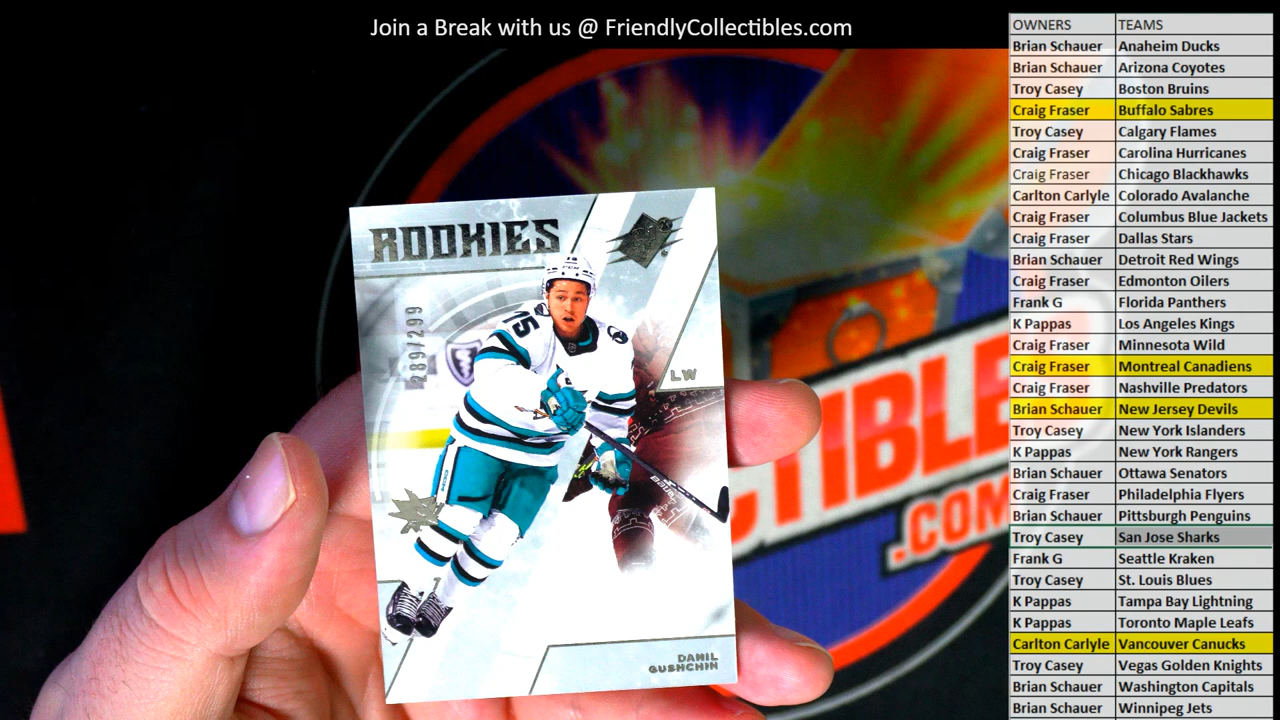 Join a Break with us @ FriendlyCollectibles.com
OWNERS TEAMS
Brian Schauer Anaheim Ducks
Brian Schauer Arizona Coyotes
Troy Casey Boston Bruins
Craig Fraser Buffalo Sabres
Troy Casey Calgary Flames
Craig Fraser Carolina Hurricanes
Craig Fraser Chicago Blackhawks
Carlton Carlyle Colorado Avalanche
Craig Fraser Columbus Blue Jackets
Craig Fraser Dallas Stars
Brian Schauer Detroit Red Wings
Craig Fraser Edmonton Oilers
Frank G Florida Panthers
K Pappas Los Angeles Kings
Craig Fraser Minnesota Wild
Craig Fraser Montreal Canadiens
Craig Fraser Nashville Predators
Brian Schauer New Jersey Devils
Troy Casey New York Islanders
K Pappas New York Rangers
Brian Schauer Ottawa Senators
Craig Fraser Philadelphia Flyers
Brian Schauer Pittsburgh Penguins
Troy Casey San Jose Sharks
Frank G Seattle Kraken
Troy Casey St. Louis Blues
K Pappas Tampa Bay Lightning
K Pappas Toronto Maple Leafs
Carlton Carlyle Vancouver Canucks
Troy Casey Vegas Golden Knights
Brian Schauer Washington Capitals
Brian Schauer Winnipeg Jets
ROOKIES
289/299
75
LW
DANIL
GUSHCHIN
CTIBLE
.COM